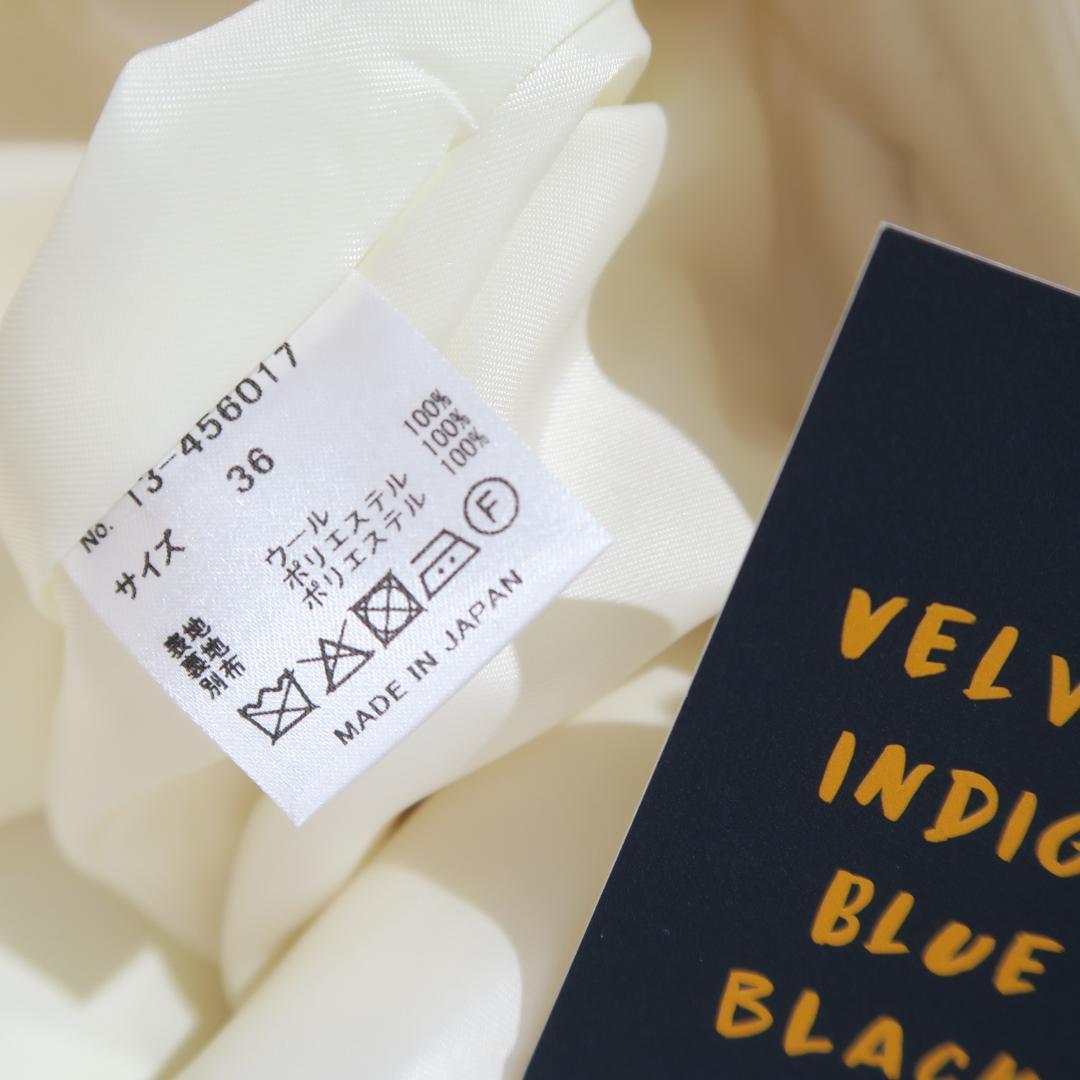 No. 13-456017
サイズ 36
表地 ウール 100%
裏地 ポリエステル 100%
別布 ポリエステル 100%
F
MADE IN JAPAN
VELV
INDIG
BLUE
BLACK